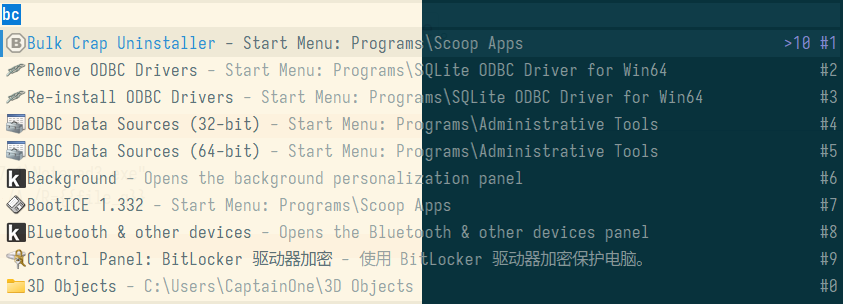 bc
Bulk Crap Uninstaller - Start Menu: Programs\Scoop Apps >10 #1
Remove ODBC Drivers - Start Menu: Programs\SQLite ODBC Driver for Win64 #2
Re-install ODBC Drivers - Start Menu: Programs\SQLite ODBC Driver for Win64 #3
ODBC Data Sources (32-bit) - Start Menu: Programs\Administrative Tools #4
ODBC Data Sources (64-bit) - Start Menu: Programs\Administrative Tools #5
Background - Opens the background personalization panel #6
BootICE 1.332 - Start Menu: Programs\Scoop Apps #7
Bluetooth & other devices - Opens the Bluetooth & other devices panel #8
Control Panel: BitLocker 驱动器加密 - 使用 BitLocker 驱动器加密保护电脑。 #9
3D Objects - C:\Users\CaptainOne\3D Objects #0